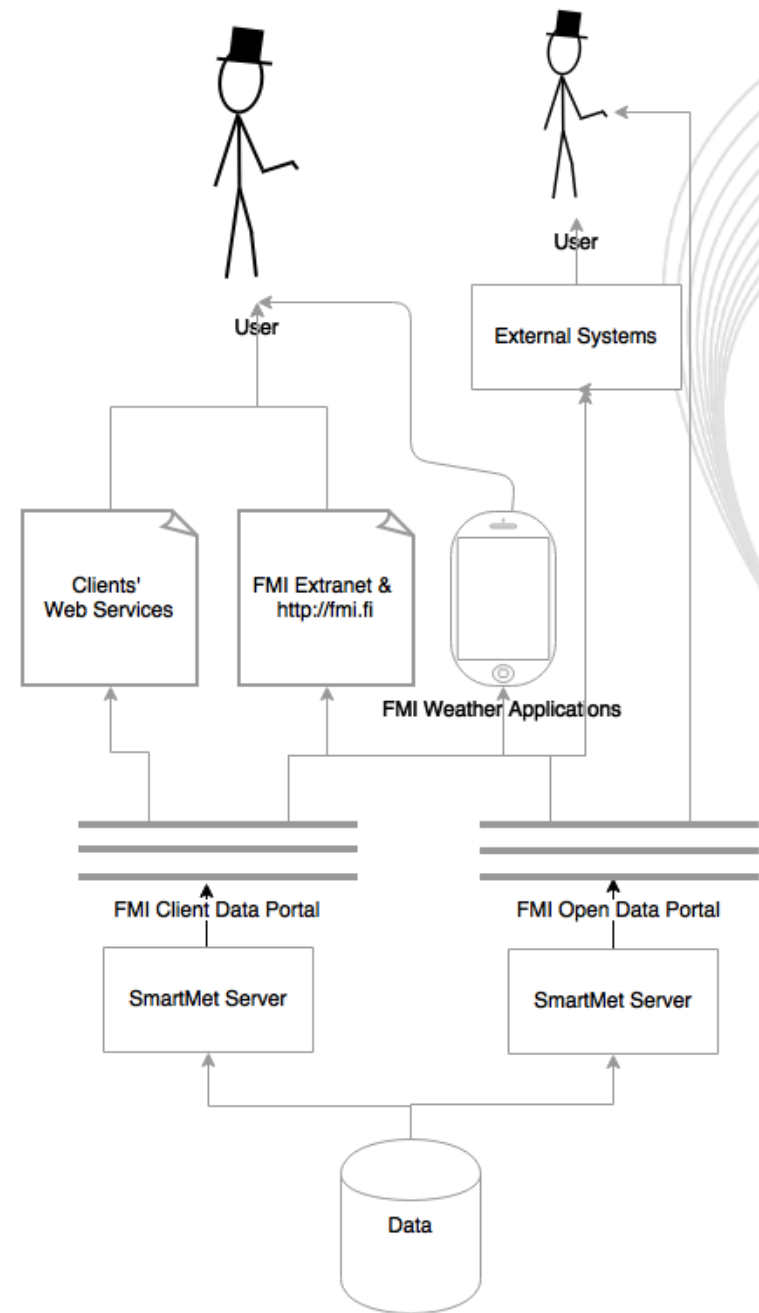 User
User
External Systems
Clients'
Web Services
FMI Extranet &
http://fmi.fi
FMI Weather Applications
FMI Client Data Portal
FMI Open Data Portal
SmartMet Server
SmartMet Server
Data